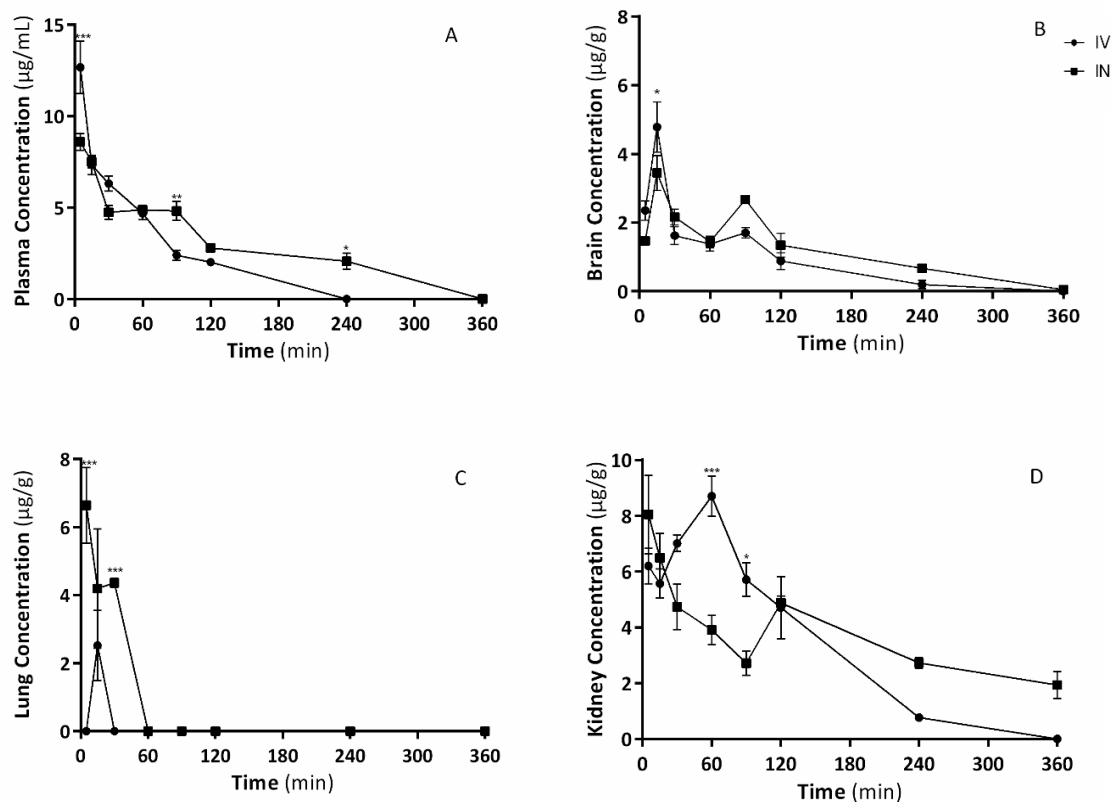 A
Plasma Concentration (µg/mL)
15
10
5
0
***
**
*
0 60 120 180 240 300 360
Time (min)
B
IV
IN
Brain Concentration (µg/g)
8
6
4
2
0
*
0 60 120 180 240 300 360
Time (min)
C
Lung Concentration (µg/g)
8
6
4
2
0
***
***
0 60 120 180 240 300 360
Time (min)
D
Kidney Concentration (µg/g)
10
8
6
4
2
0
***
*
0 60 120 180 240 300 360
Time (min)